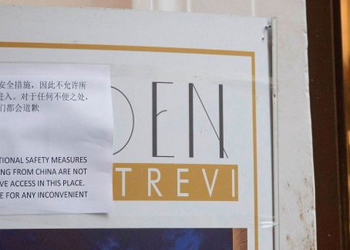 安全措施，因此不允许所
进入。对于任何不便之处，
们都会道歉
DEN
TREVI
TIONAL SAFETY MEASURES
NG FROM CHINA ARE NOT
VE ACCESS IN THIS PLACE.
E FOR ANY INCONVENIENT